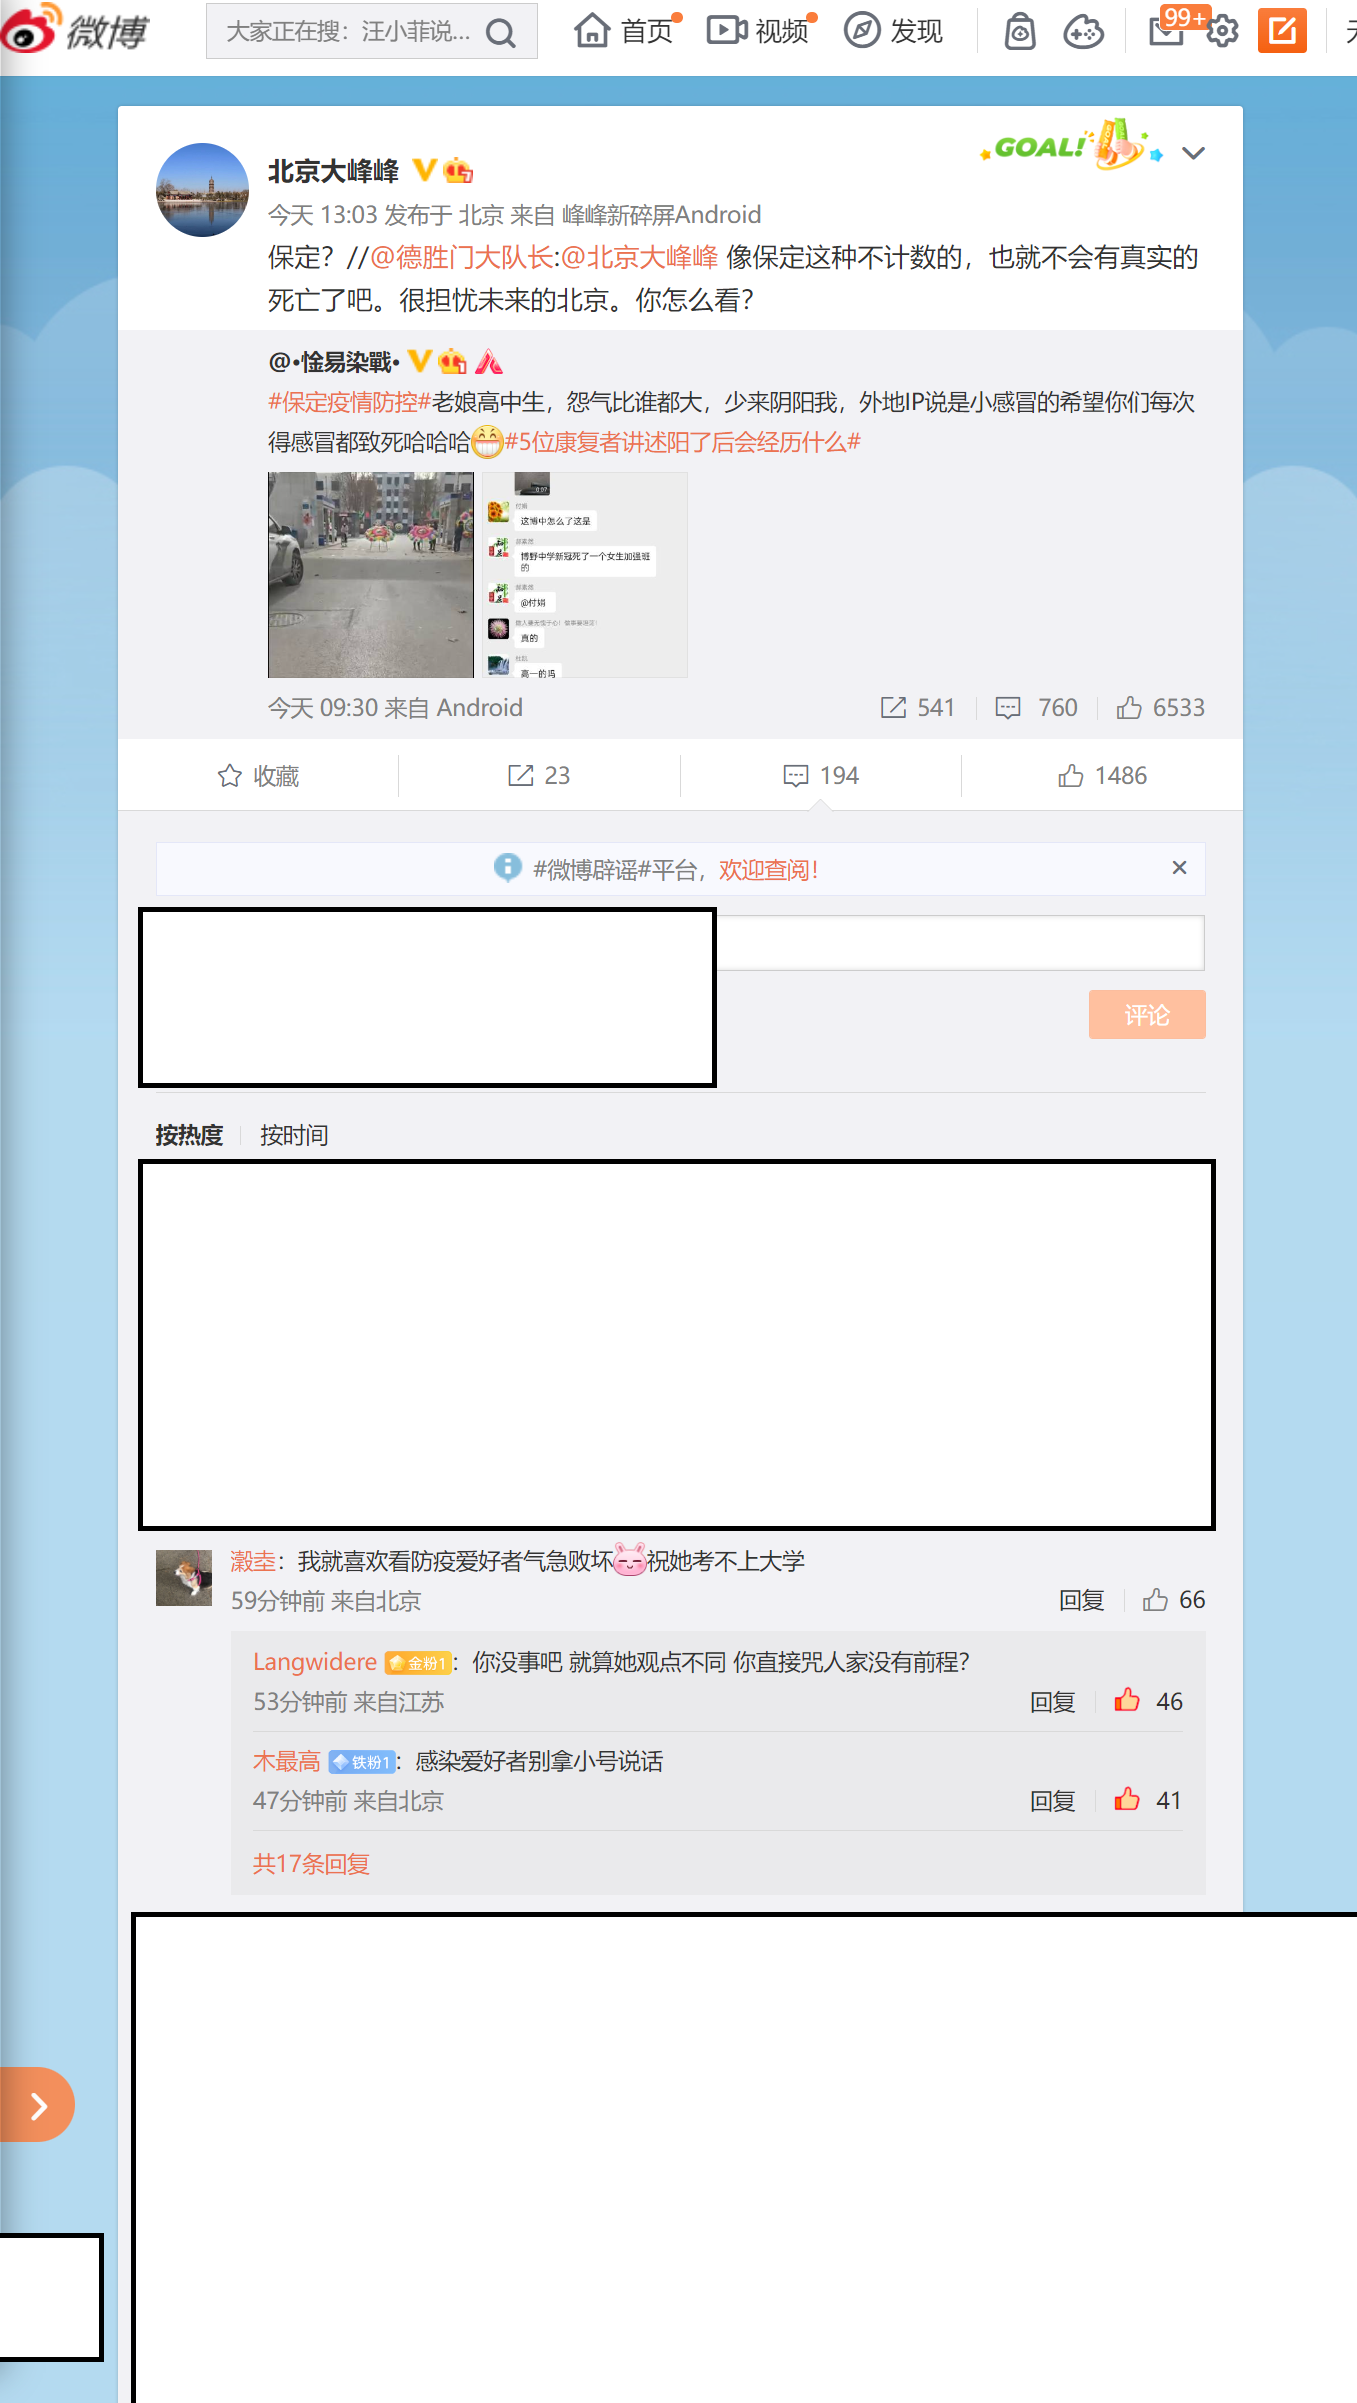 微博
大家正在搜：汪小菲说...
首页
视频
发现
99+
北京大峰峰
GOAL!
今天 13:03 发布于 北京 来自 峰峰新碎屏Android
保定？//@德胜门大队长:@北京大峰峰 像保定这种不计数的，也就不会有真实的
死亡了吧。很担忧未来的北京。你怎么看？
@•惍易染戰•
#保定疫情防控#老娘高中生，怨气比谁都大，少来阴阳我，外地IP说是小感冒的希望你们每次
得感冒都致死哈哈哈😁#5位康复者讲述阳了后会经历什么#
0:07
付娟
这博中怎么了这是
博野中学新冠死了一个女生加强班
的
@付娟
真的
高一的吗
今天 09:30 来自 Android
541
760
6533
收藏
23
194
1486
#微博辟谣#平台，欢迎查阅！
评论
按热度
按时间
瀫坴：我就喜欢看防疫爱好者气急败坏祝她考不上大学
59分钟前 来自北京
回复
66
Langwidere 金粉1：你没事吧 就算她观点不同 你直接咒人家没有前程？
53分钟前 来自江苏
回复
46
木最高 铁粉1：感染爱好者别拿小号说话
47分钟前 来自北京
回复
41
共17条回复